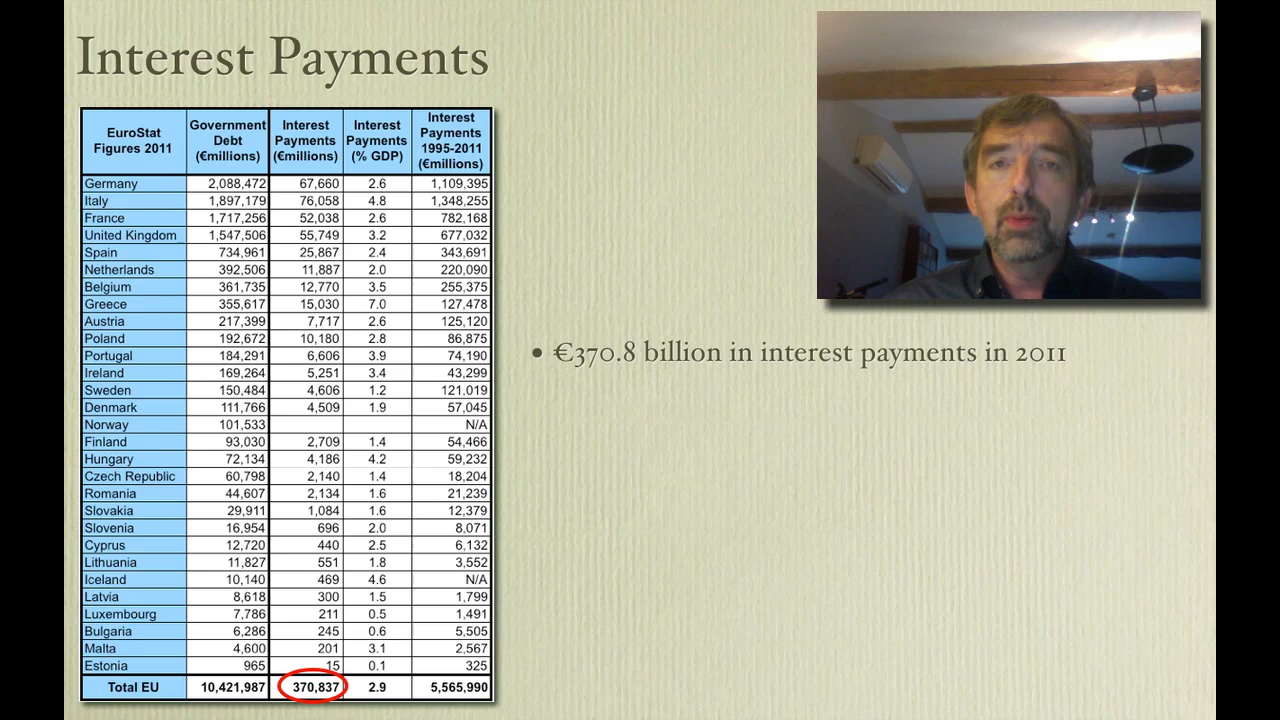 Interest Payments
EuroStat Figures 2011 Government Debt (€millions) Interest Payments (€millions) Interest Payments (% GDP) Interest Payments 1995-2011 (€millions)
Germany 2,088,472 67,660 2.6 1,109,395
Italy 1,897,179 76,058 4.8 1,348,255
France 1,717,256 52,038 2.6 782,168
United Kingdom 1,547,506 55,749 3.2 677,032
Spain 734,961 25,867 2.4 343,691
Netherlands 392,506 11,887 2.0 220,090
Belgium 361,735 12,770 3.5 255,375
Greece 355,617 15,030 7.0 127,478
Austria 217,399 7,717 2.6 125,120
Poland 192,672 10,180 2.8 86,875
Portugal 184,291 6,606 3.9 74,190
Ireland 169,264 5,251 3.4 43,299
Sweden 150,484 4,606 1.2 121,019
Denmark 111,766 4,509 1.9 57,045
Norway 101,533 N/A
Finland 93,030 2,709 1.4 54,466
Hungary 72,134 4,186 4.2 59,232
Czech Republic 60,798 2,140 1.4 18,204
Romania 44,607 2,134 1.6 21,239
Slovakia 29,911 1,084 1.6 12,379
Slovenia 16,954 696 2.0 8,071
Cyprus 12,720 440 2.5 6,132
Lithuania 11,827 551 1.8 3,552
Iceland 10,140 469 4.6 N/A
Latvia 8,618 300 1.5 1,799
Luxembourg 7,786 211 0.5 1,491
Bulgaria 6,286 245 0.6 5,505
Malta 4,600 201 3.1 2,567
Estonia 965 15 0.1 325
Total EU 10,421,987 370,837 2.9 5,565,990
• €370.8 billion in interest payments in 2011